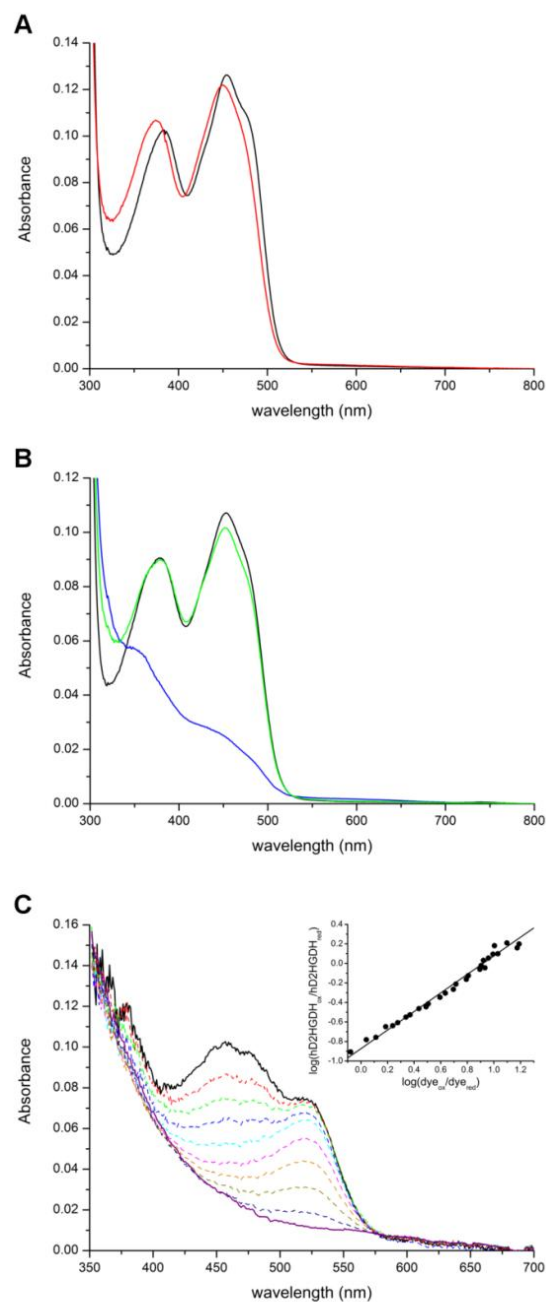 A
0.14
0.12
0.10
0.08
0.06
0.04
0.02
0.00
Absorbance
300 400 500 600 700 800
wavelength (nm)
B
0.12
0.10
0.08
0.06
0.04
0.02
0.00
Absorbance
300 400 500 600 700 800
wavelength (nm)
C
0.16
0.14
0.12
0.10
0.08
0.06
0.04
0.02
0.00
Absorbance
350 400 450 500 550 600 650 700
wavelength (nm)
0.4
0.2
0.0
-0.2
-0.4
-0.6
-0.8
-1.0
log(hD2HGDHox/hD2HGDHred)
0.0 0.2 0.4 0.6 0.8 1.0 1.2
log(dyeox/dyered)